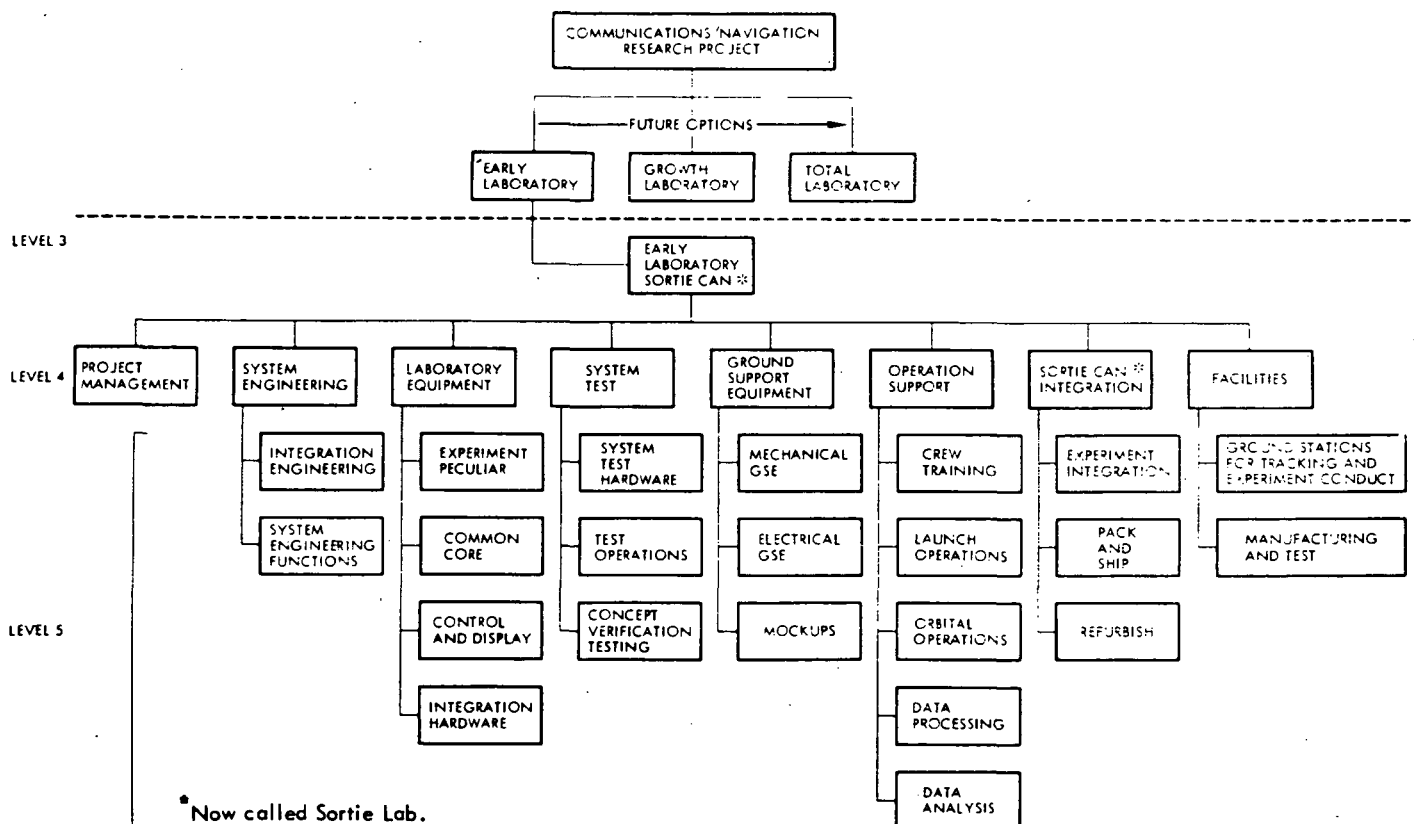 COMMUNICATIONS/NAVIGATION
RESEARCH PROJECT
FUTURE OPTIONS
EARLY
LABORATORY
GROWTH
LABORATORY
TOTAL
LABORATORY
LEVEL 3
EARLY
LABORATORY
SORTIE CAN *
LEVEL 4
PROJECT
MANAGEMENT
SYSTEM
ENGINEERING
LABORATORY
EQUIPMENT
SYSTEM
TEST
GROUND
SUPPORT
EQUIPMENT
OPERATION
SUPPORT
SORTIE CAN *
INTEGRATION
FACILITIES
INTEGRATION
ENGINEERING
EXPERIMENT
PECULIAR
SYSTEM
TEST
HARDWARE
MECHANICAL
GSE
CREW
TRAINING
EXPERIMENT
INTEGRATION
GROUND STATIONS
FOR TRACKING AND
EXPERIMENT CONDUCT
SYSTEM
ENGINEERING
FUNCTIONS
COMMON
CORE
TEST
OPERATIONS
ELECTRICAL
GSE
LAUNCH
OPERATIONS
PACK
AND
SHIP
MANUFACTURING
AND TEST
LEVEL 5
CONTROL
AND DISPLAY
CONCEPT
VERIFICATION
TESTING
MOCKUPS
ORBITAL
OPERATIONS
REFURBISH
INTEGRATION
HARDWARE
DATA
PROCESSING
DATA
ANALYSIS
*Now called Sortie Lab.